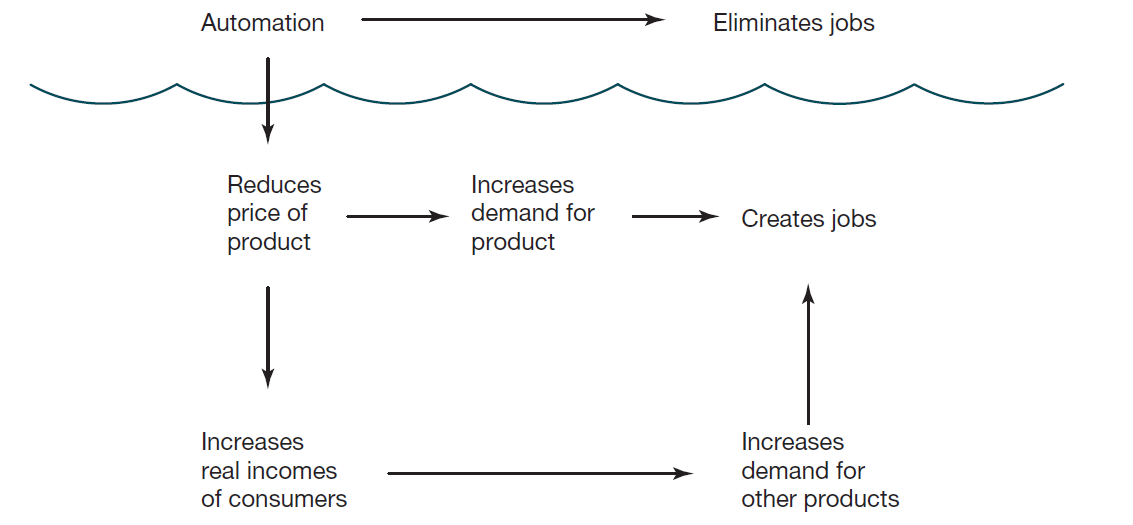 Automation
Eliminates jobs
Reduces
price of
product
Increases
demand for
product
Creates jobs
Increases
real incomes
of consumers
Increases
demand for
other products